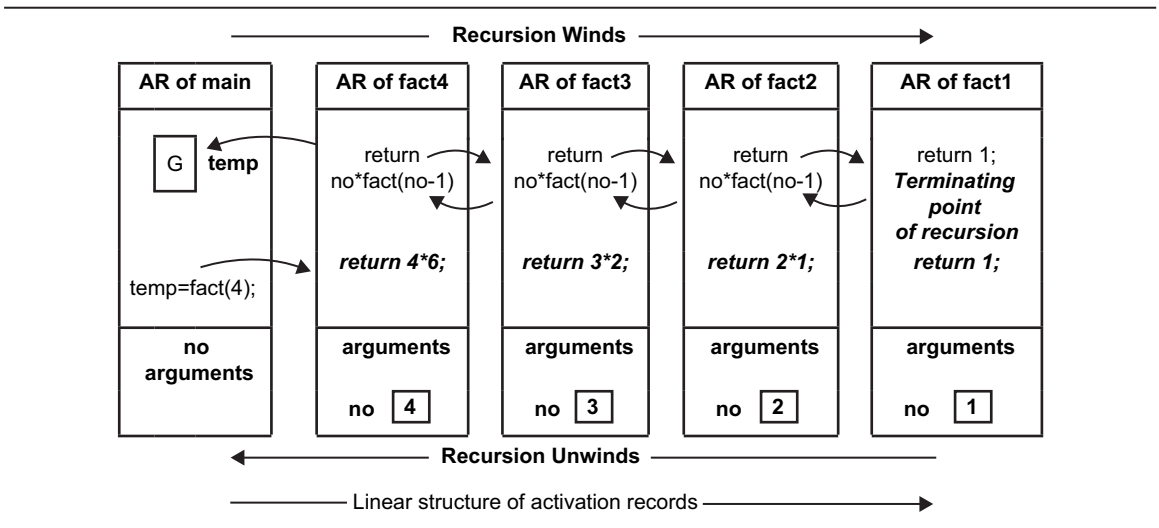 Recursion Winds
AR of main
AR of fact4
AR of fact3
AR of fact2
AR of fact1
G temp
temp=fact(4);
return
no*fact(no-1)
return 4*6;
return
no*fact(no-1)
return 3*2;
return
no*fact(no-1)
return 2*1;
return 1;
Terminating
point
of recursion
return 1;
no
arguments
arguments
no 4
arguments
no 3
arguments
no 2
arguments
no 1
Recursion Unwinds
Linear structure of activation records